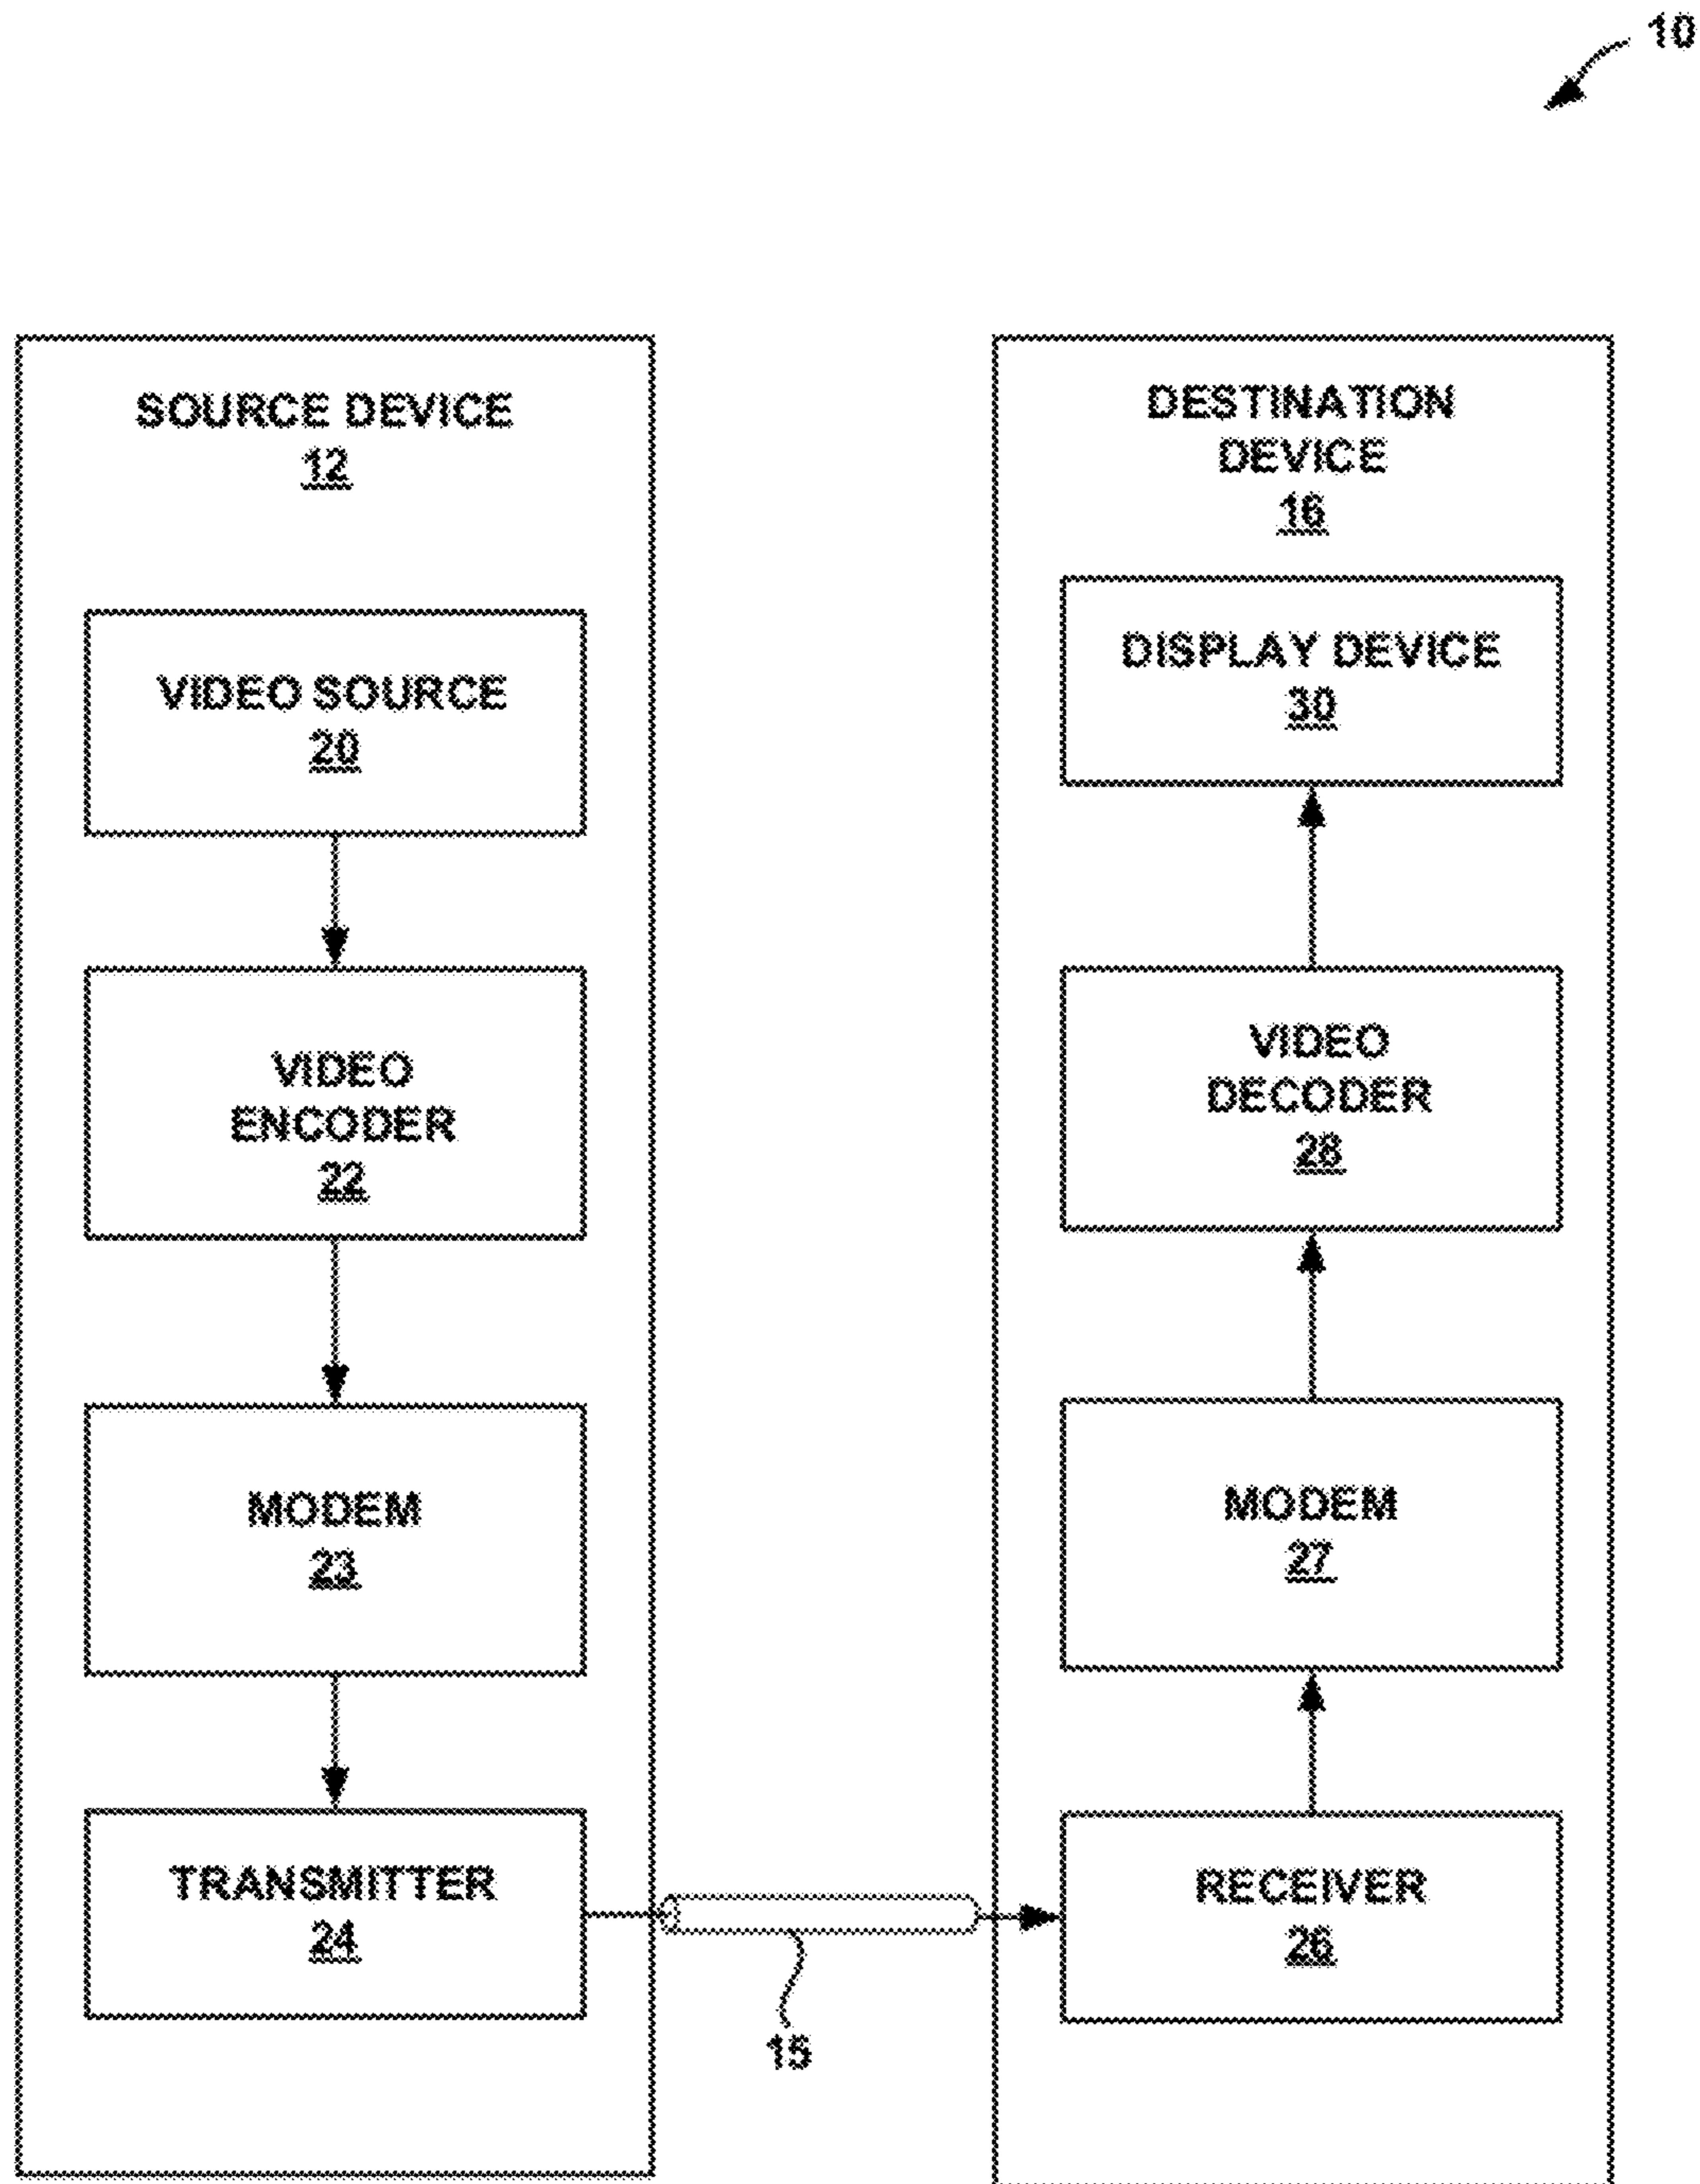 10
SOURCE DEVICE
12
VIDEO SOURCE
20
VIDEO
ENCODER
22
MODEM
23
TRANSMITTER
24
15
DESTINATION
DEVICE
16
DISPLAY DEVICE
30
VIDEO
DECODER
28
MODEM
27
RECEIVER
26